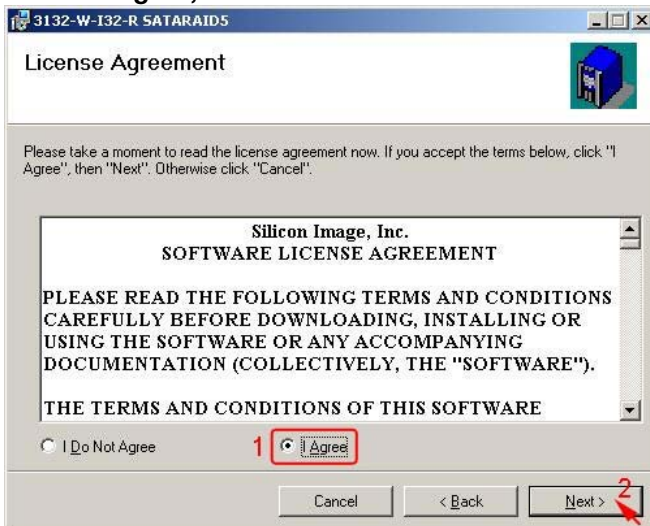 3132-W-I32-R SATARAID5
License Agreement
Please take a moment to read the license agreement now. If you accept the terms below, click "I
Agree", then "Next". Otherwise click "Cancel".
Silicon Image, Inc.
SOFTWARE LICENSE AGREEMENT
PLEASE READ THE FOLLOWING TERMS AND CONDITIONS
CAREFULLY BEFORE DOWNLOADING, INSTALLING OR
USING THE SOFTWARE OR ANY ACCOMPANYING
DOCUMENTATION (COLLECTIVELY, THE "SOFTWARE").
THE TERMS AND CONDITIONS OF THIS SOFTWARE
I Do Not Agree 1 I Agree
Cancel < Back Next > 2